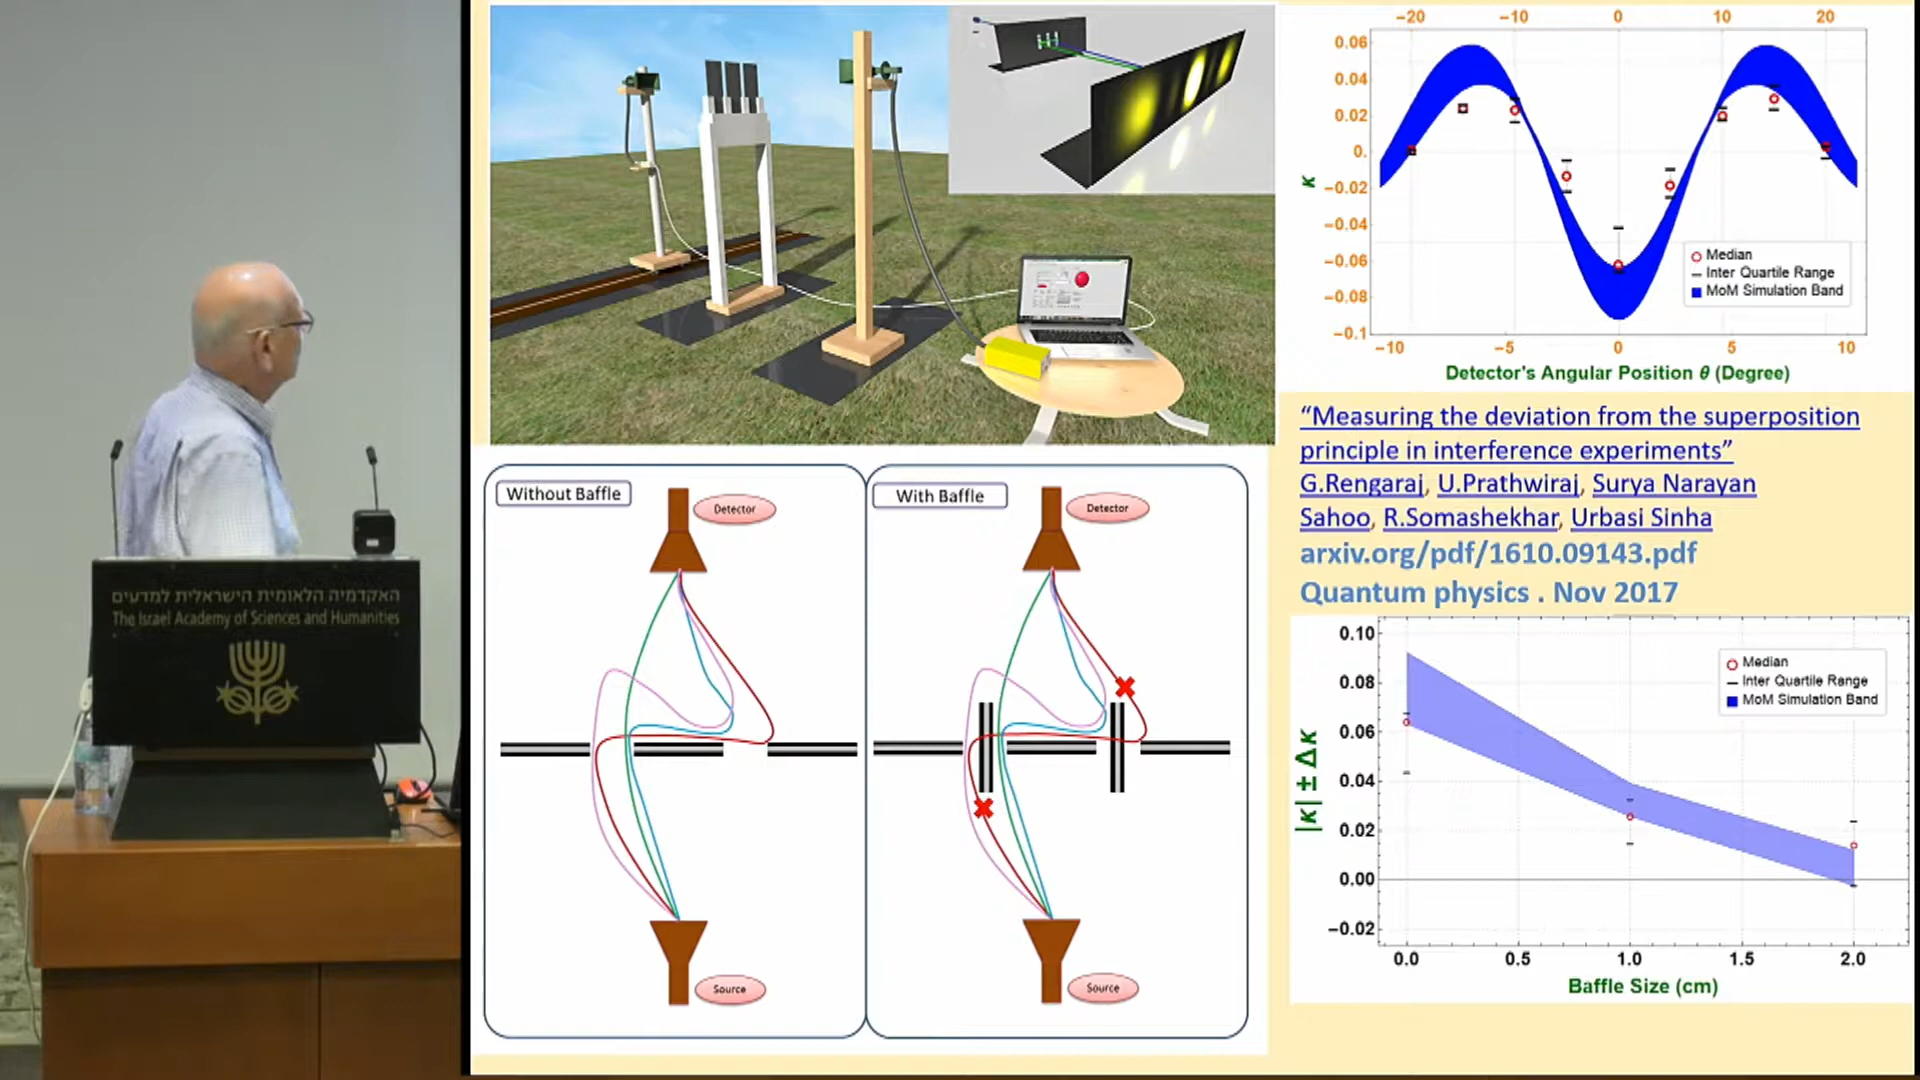 האקדמיה הלאומית הישראלית למדעים
The Israel Academy of Sciences and Humanities
Without Baffle
Detector
Source
With Baffle
Detector
Source
−20 −10 0 10 20
0.06
0.04
0.02
0.
−0.02
−0.04
−0.06
−0.08
−0.1
κ
Median
Inter Quartile Range
MoM Simulation Band
−10 −5 0 5 10
Detector's Angular Position θ (Degree)
“Measuring the deviation from the superposition
principle in interference experiments”
G.Rengaraj, U.Prathwiraj, Surya Narayan
Sahoo, R.Somashekhar, Urbasi Sinha
arxiv.org/pdf/1610.09143.pdf
Quantum physics . Nov 2017
0.10
0.08
0.06
0.04
0.02
0.00
−0.02
|κ| ± Δκ
Median
Inter Quartile Range
MoM Simulation Band
0.0 0.5 1.0 1.5 2.0
Baffle Size (cm)